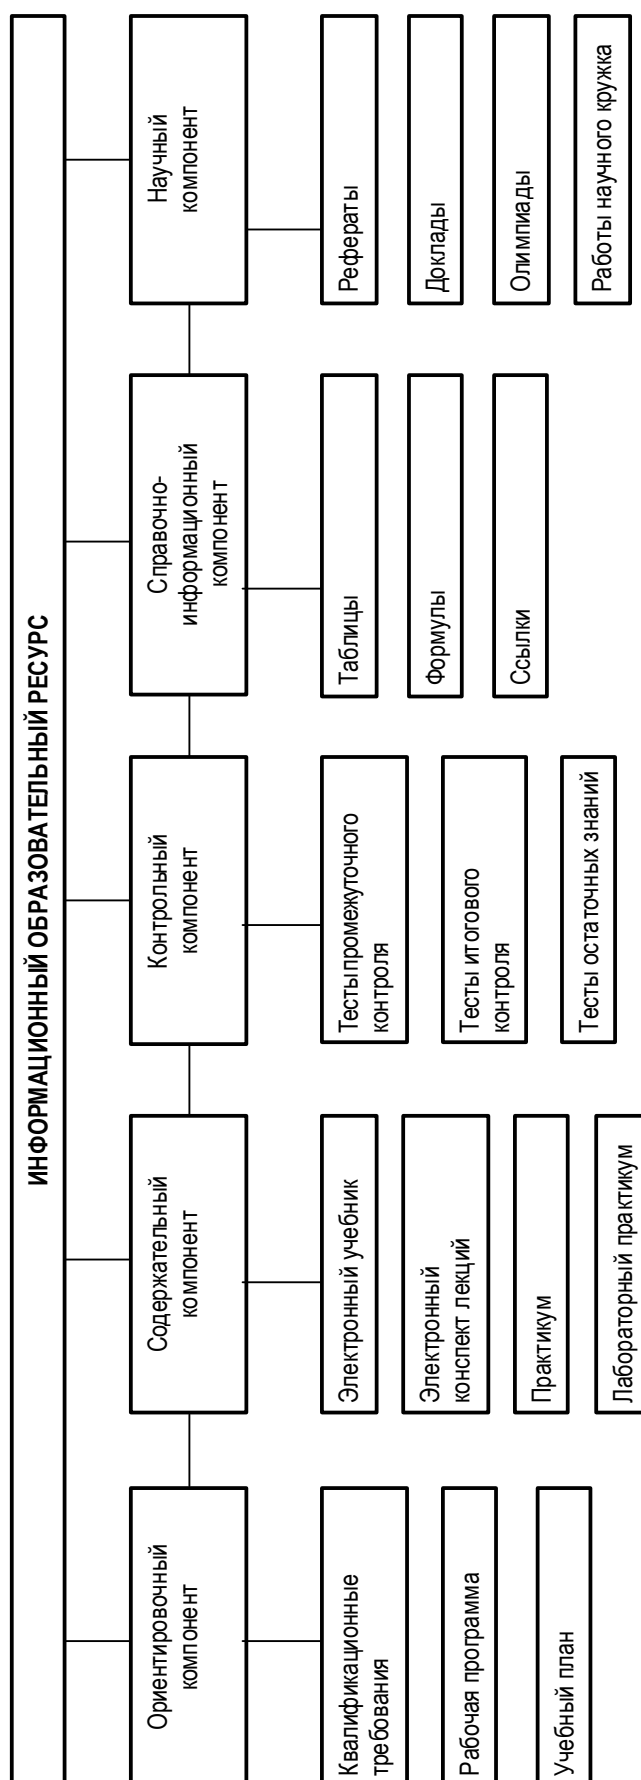 ИНФОРМАЦИОННЫЙ ОБРАЗОВАТЕЛЬНЫЙ РЕСУРС
Ориентировочный
компонент
Квалификационные
требования
Рабочая программа
Учебный план
Содержательный
компонент
Электронный учебник
Электронный
конспект лекций
Практикум
Лабораторный практикум
Контрольный
компонент
Тесты промежуточного
контроля
Тесты итогового
контроля
Тесты остаточных знаний
Справочно-
информационный
компонент
Таблицы
Формулы
Ссылки
Научный
компонент
Рефераты
Доклады
Олимпиады
Работы научного кружка